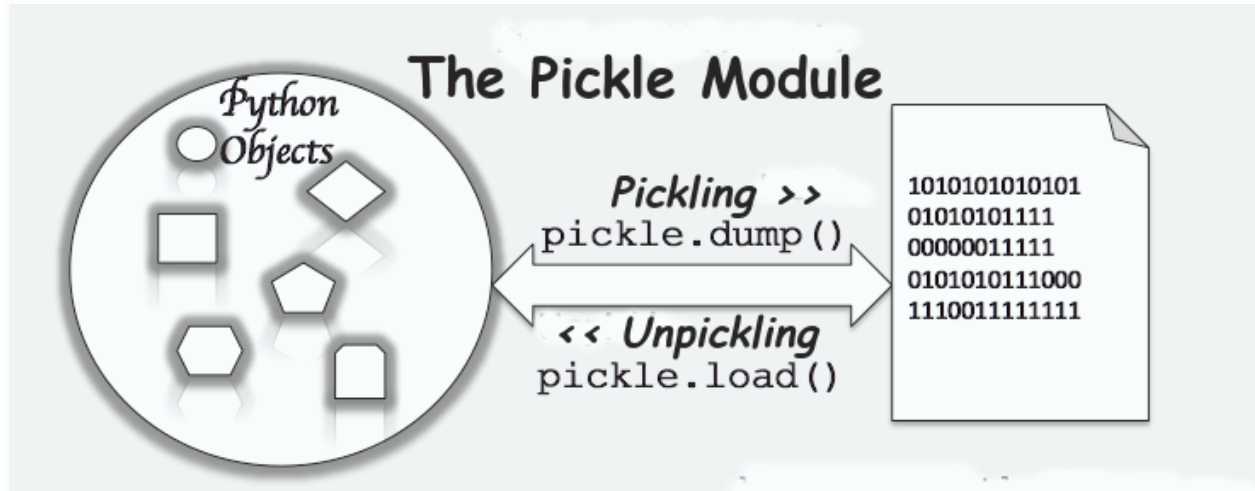 The Pickle Module
Python
Objects
Pickling >>
pickle.dump()
<< Unpickling
pickle.load()
1010101010101
01010101111
00000011111
0101010111000
1110011111111